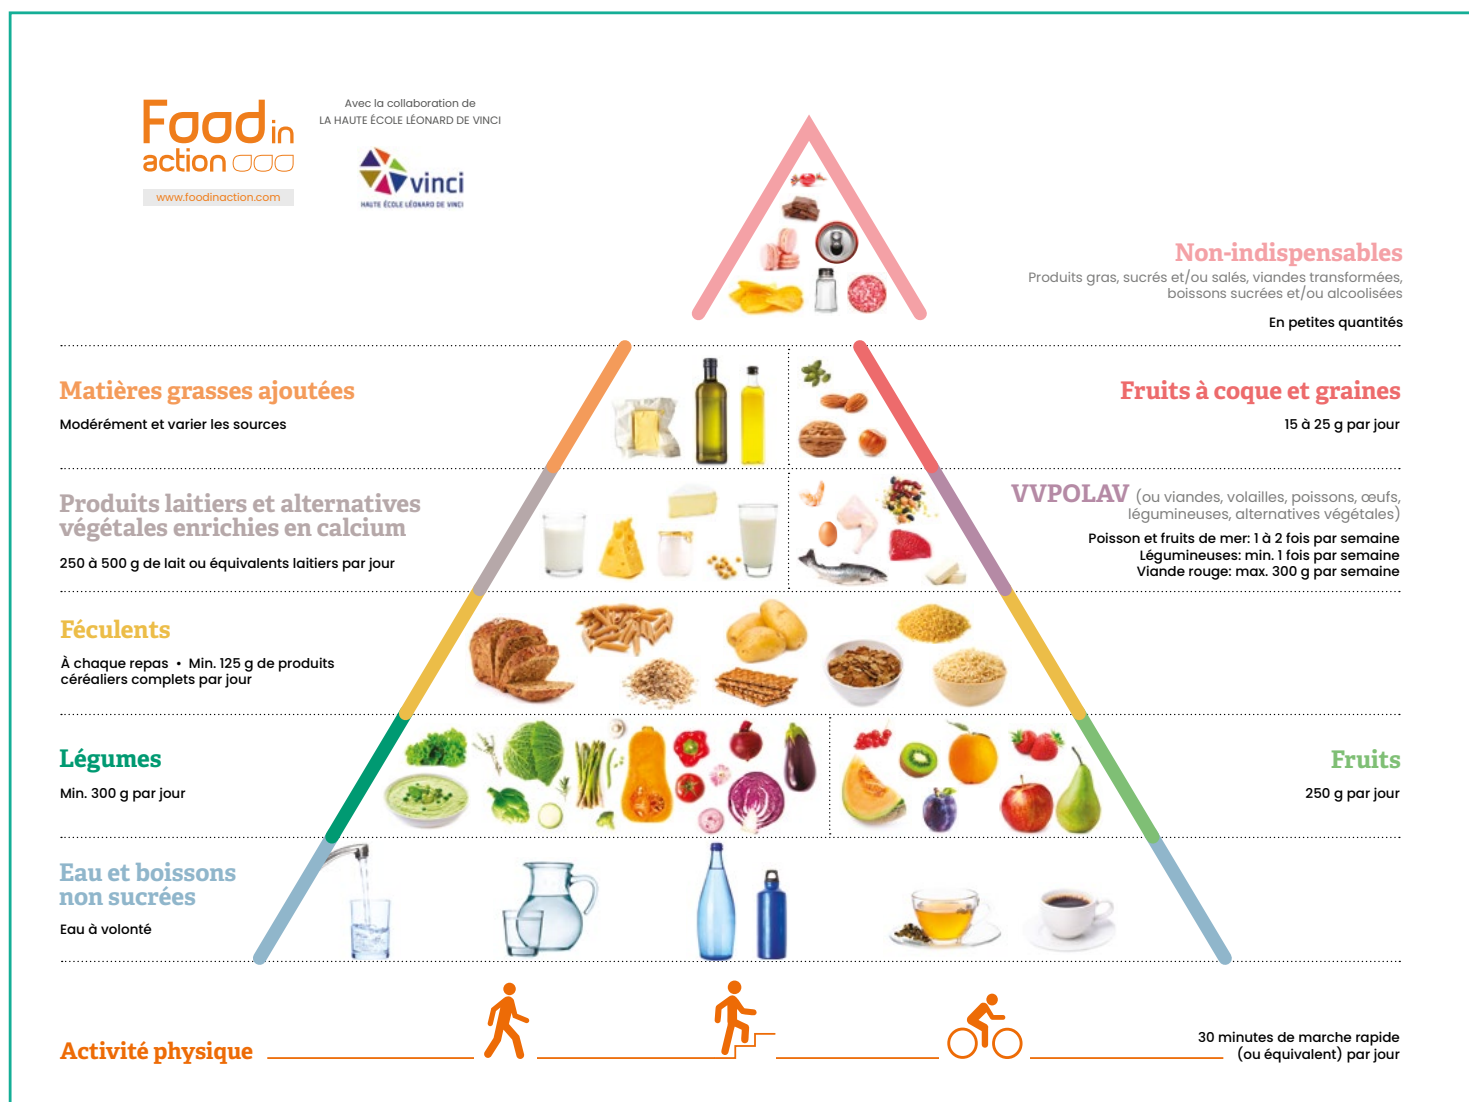 Food in
action
www.foodinaction.com
Avec la collaboration de
LA HAUTE ÉCOLE LÉONARD DE VINCI
vinci
HAUTE ÉCOLE LÉONARD DE VINCI
Non-indispensables
Produits gras, sucrés et/ou salés, viandes transformées,
boissons sucrées et/ou alcoolisées
En petites quantités
Matières grasses ajoutées
Modérément et varier les sources
Fruits à coque et graines
15 à 25 g par jour
Produits laitiers et alternatives
végétales enrichies en calcium
250 à 500 g de lait ou équivalents laitiers par jour
VVPOLAV (ou viandes, volailles, poissons, œufs,
légumineuses, alternatives végétales)
Poisson et fruits de mer: 1 à 2 fois par semaine
Légumineuses: min. 1 fois par semaine
Viande rouge: max. 300 g par semaine
Féculents
À chaque repas • Min. 125 g de produits
céréaliers complets par jour
Légumes
Min. 300 g par jour
Fruits
250 g par jour
Eau et boissons
non sucrées
Eau à volonté
Activité physique
30 minutes de marche rapide
(ou équivalent) par jour